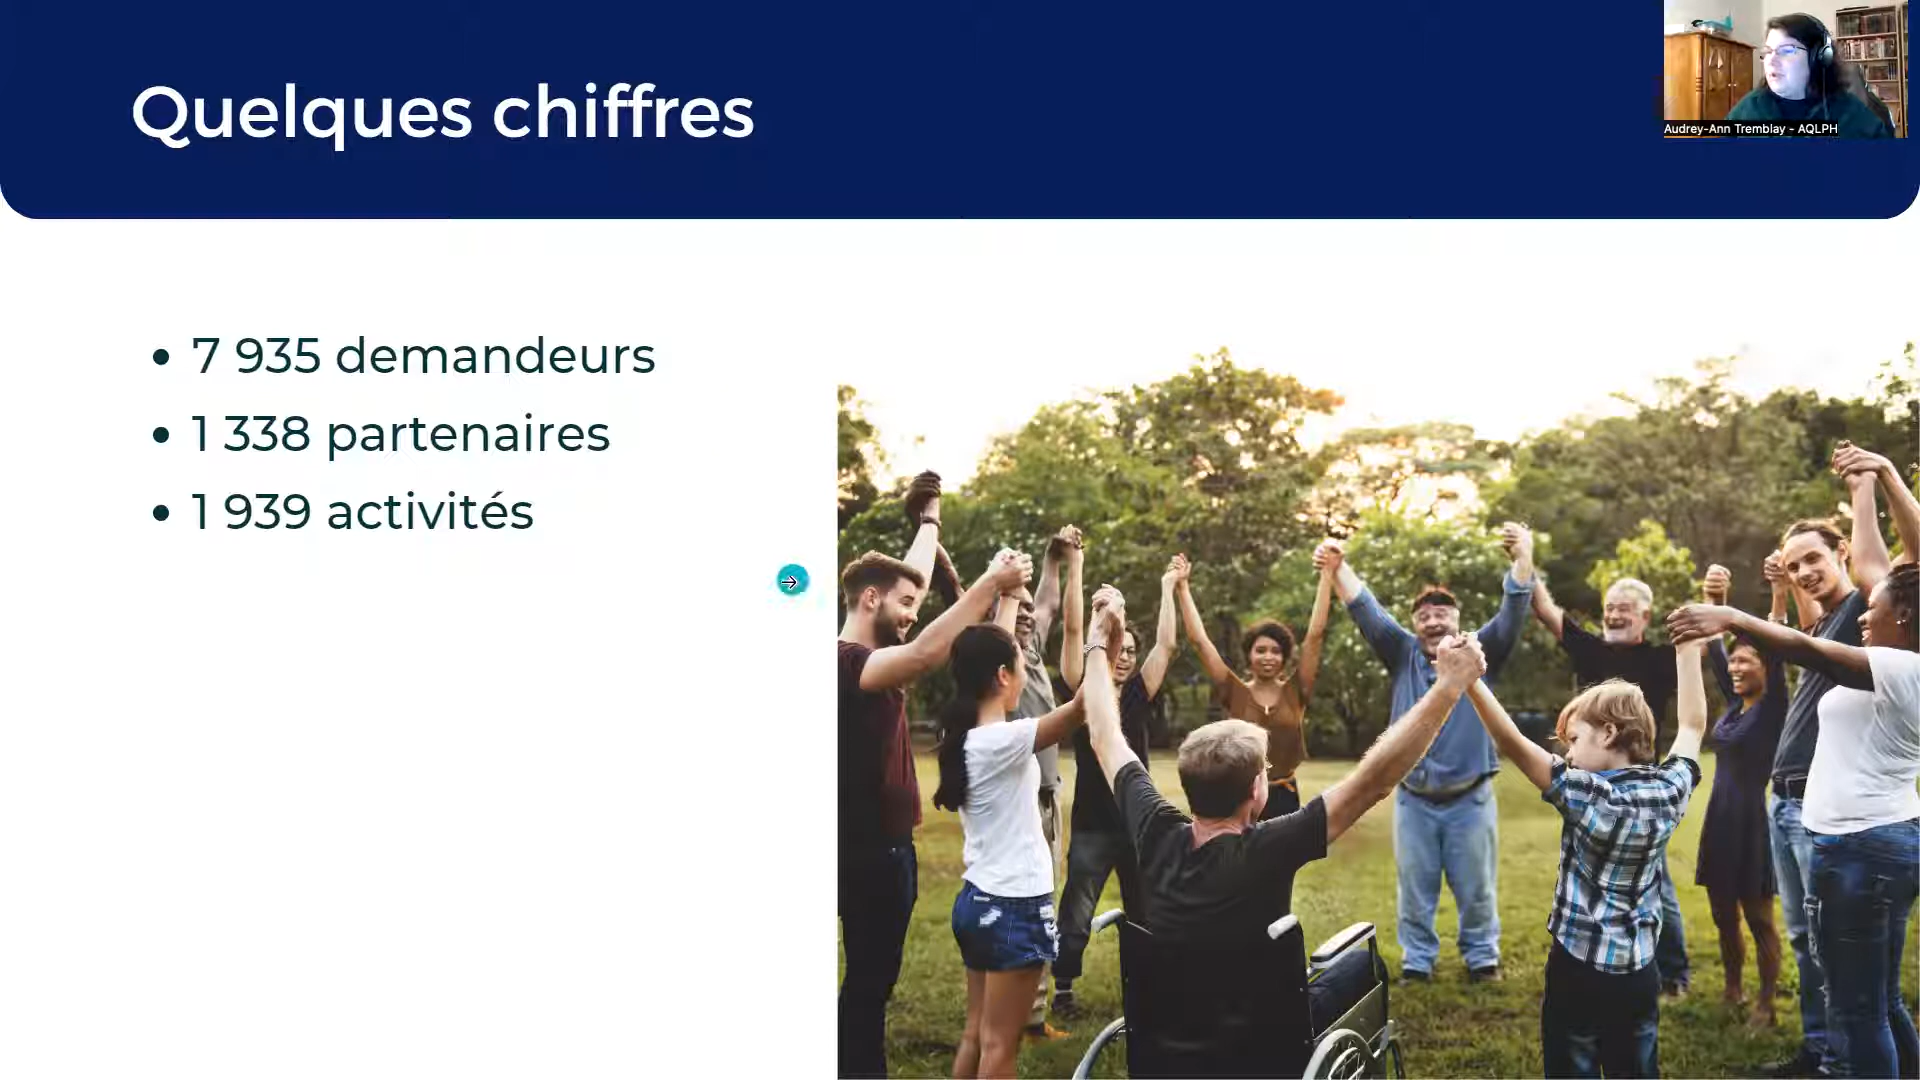 Quelques chiffres
Audrey-Ann Tremblay - AQLPH
• 7 935 demandeurs
• 1 338 partenaires
• 1 939 activités